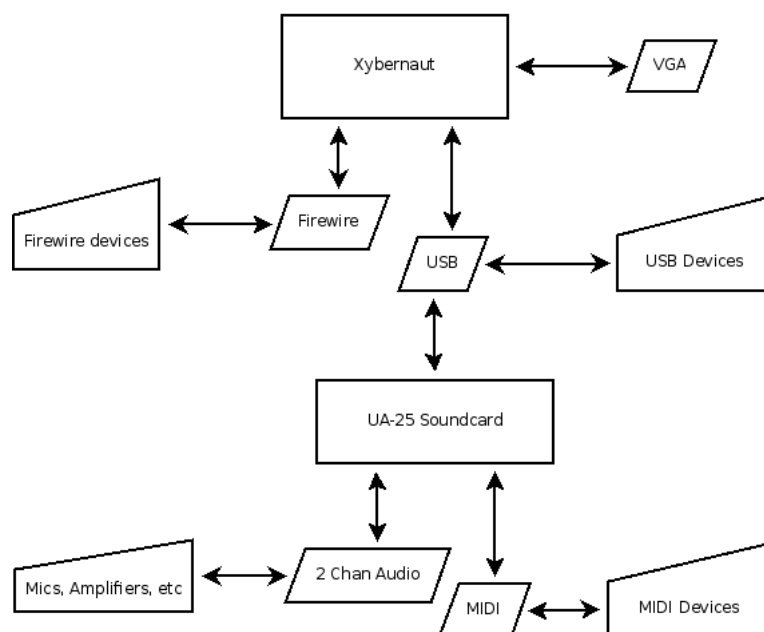 Xybernaut
VGA
Firewire devices
Firewire
USB
USB Devices
UA-25 Soundcard
Mics, Amplifiers, etc
2 Chan Audio
MIDI
MIDI Devices